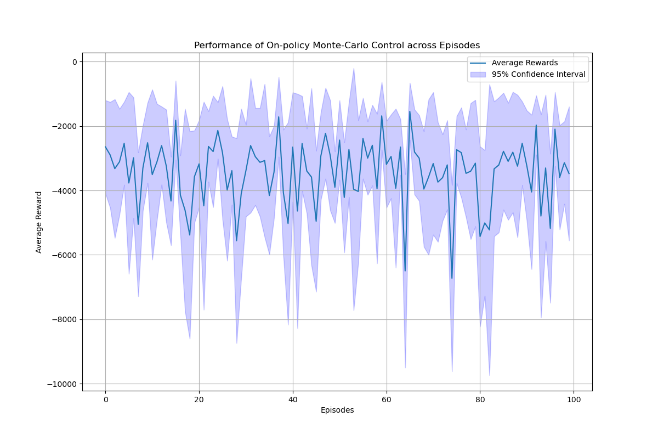 Performance of On-policy Monte-Carlo Control across Episodes
Average Rewards
95% Confidence Interval
0
−2000
−4000
−6000
−8000
−10000
Average Reward
0
20
40
60
80
100
Episodes